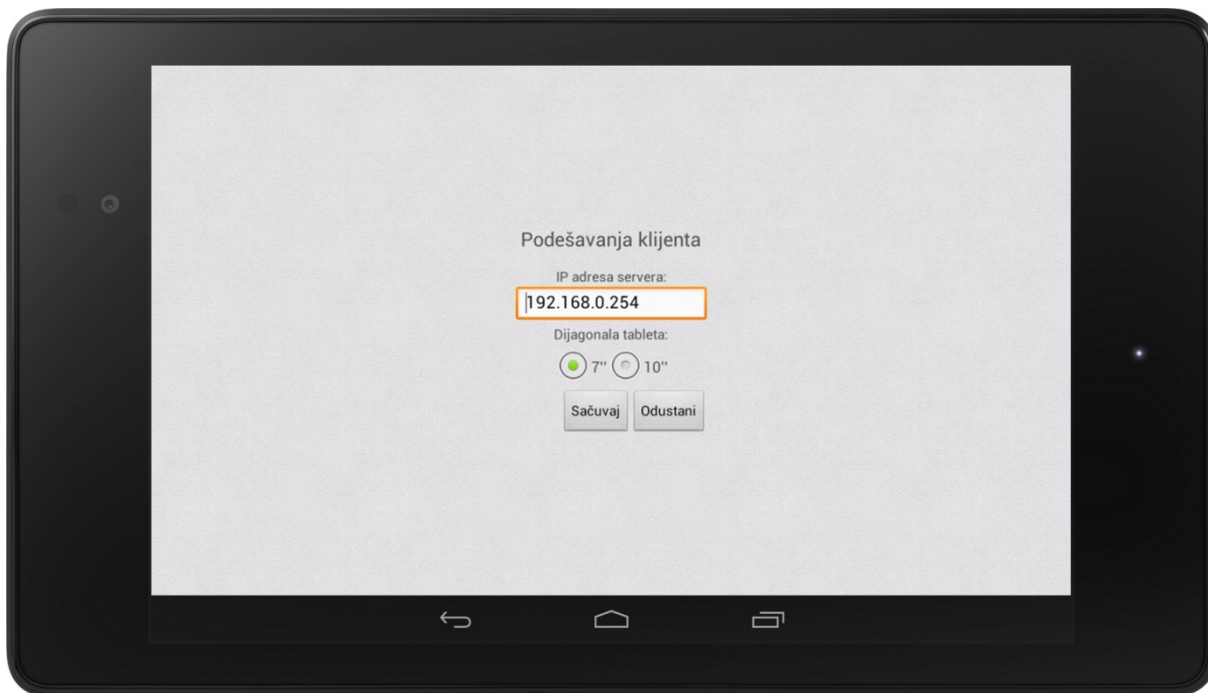 Podešavanja klijenta
IP adresa servera:
192.168.0.254
Dijagonala tableta:
7'' 10''
Sačuvaj Odustani